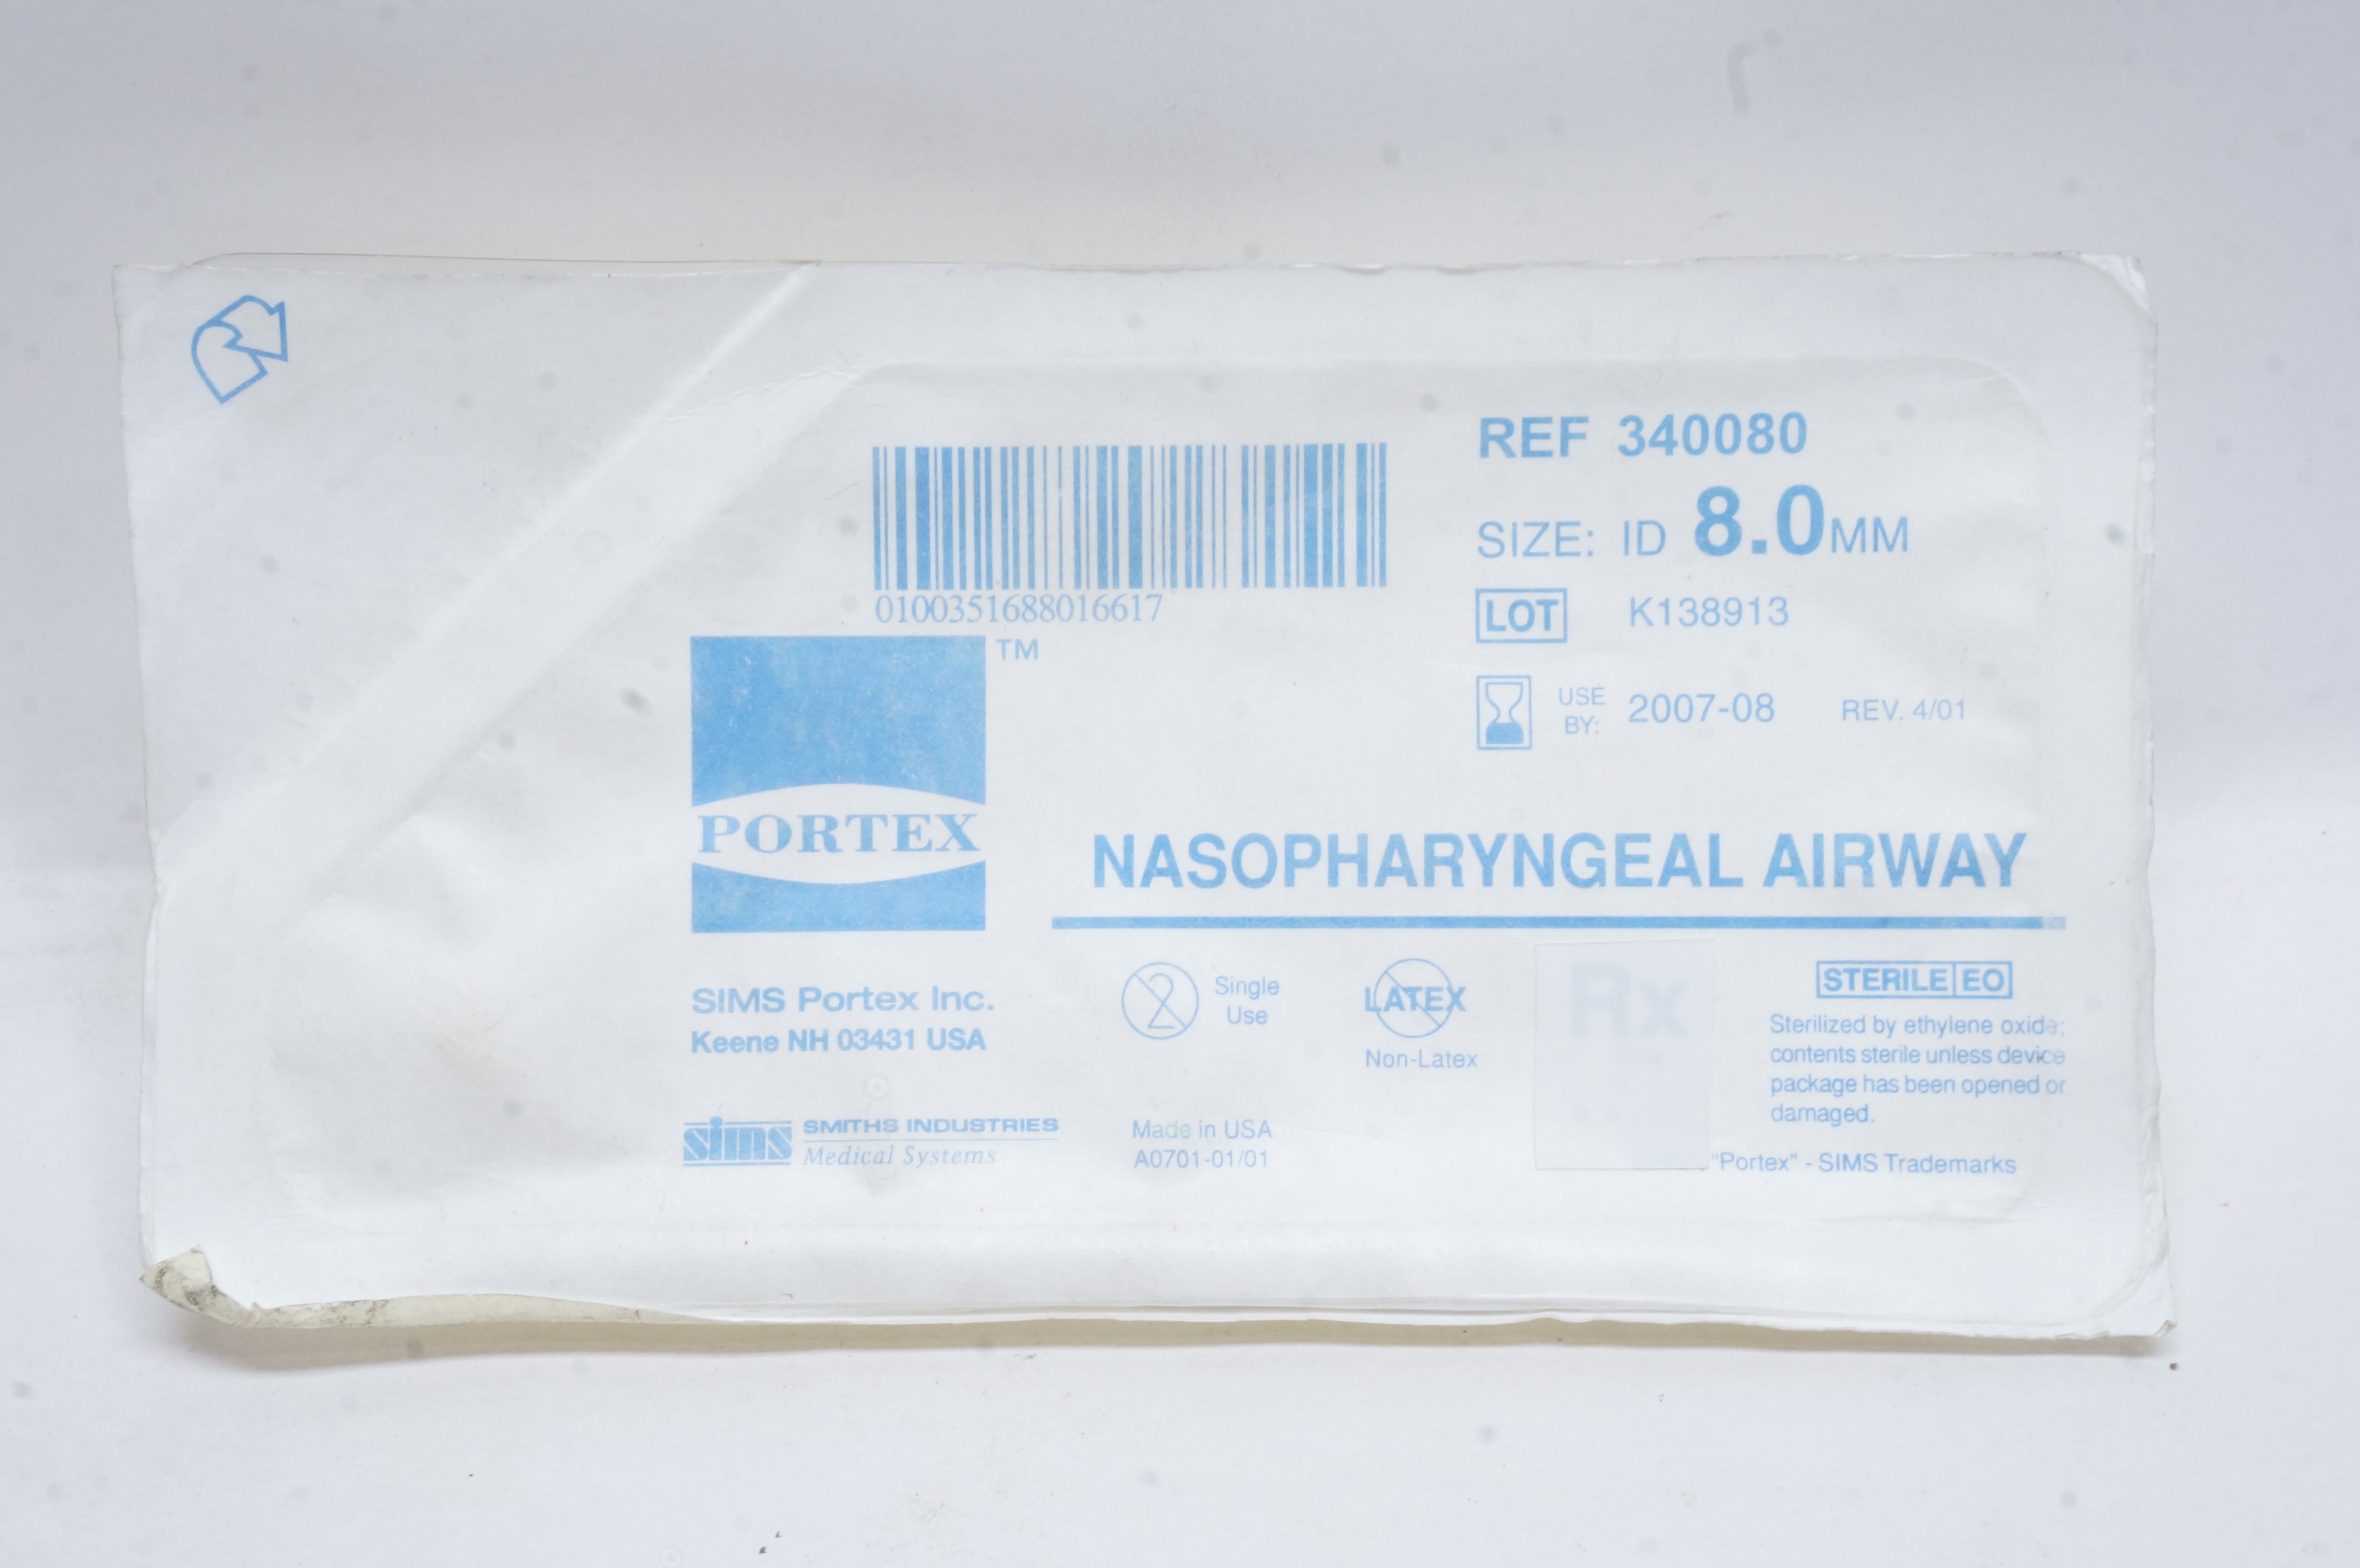 REF 340080
SIZE: ID 8.0MM
0100351688016617
LOT K138913
TM
USE BY: 2007-08 REV. 4/01
PORTEX
NASOPHARYNGEAL AIRWAY
SIMS Portex Inc.
Keene NH 03431 USA
2
Single
Use
LATEX
Non-Latex
Rx
STERILE EO
Sterilized by ethylene oxide;
contents sterile unless device
package has been opened or
damaged.
sims SMITHS INDUSTRIES
Medical Systems
Made in USA
A0701-01/01
"Portex" - SIMS Trademarks